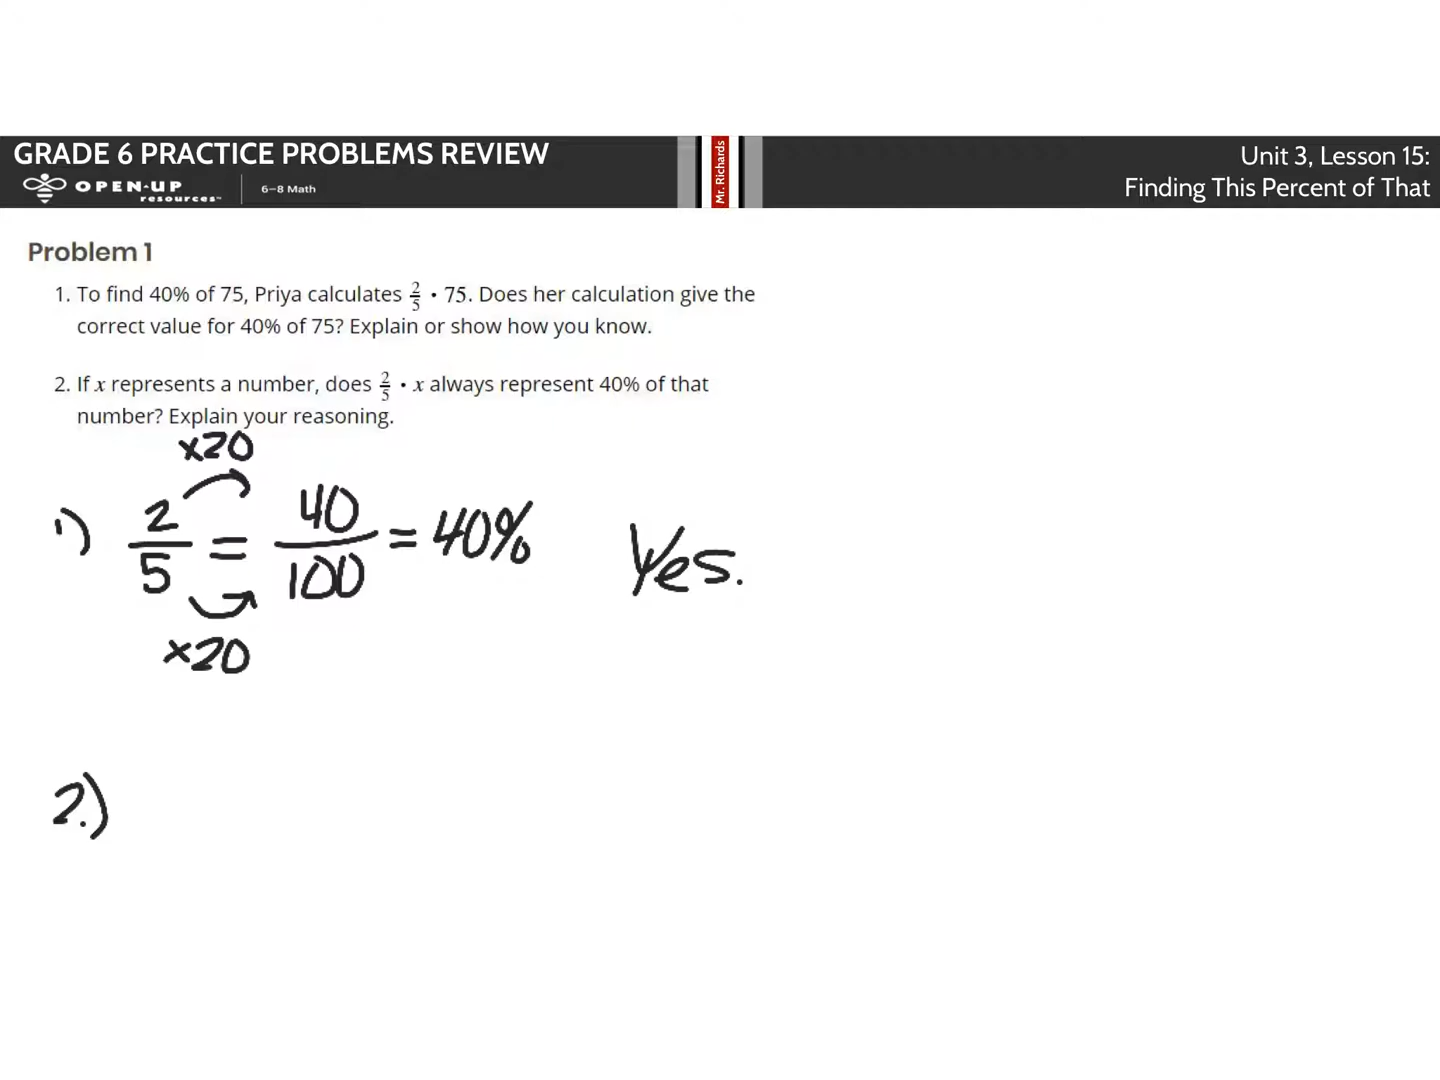 GRADE 6 PRACTICE PROBLEMS REVIEW
OPEN-UP resources™
6–8 Math
Mr. Richards
Unit 3, Lesson 15:
Finding This Percent of That
Problem 1
1. To find 40% of 75, Priya calculates 2/5 · 75. Does her calculation give the
correct value for 40% of 75? Explain or show how you know.
2. If x represents a number, does 2/5 · x always represent 40% of that
number? Explain your reasoning.
×20
1) 2/5 = 40/100 = 40% Yes.
×20
2.)